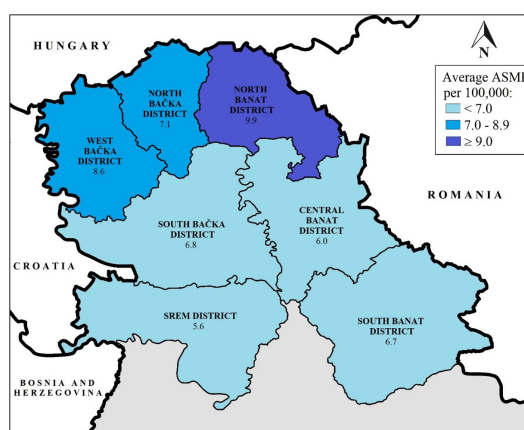 HUNGARY
N
Average ASMR
per 100,000:
< 7.0
7.0 - 8.9
≥ 9.0
NORTH
BAČKA
DISTRICT
7.1
NORTH
BANAT
DISTRICT
9.9
WEST
BAČKA
DISTRICT
8.6
ROMANIA
SOUTH BAČKA
DISTRICT
6.8
CENTRAL
BANAT
DISTRICT
6.0
CROATIA
SREM DISTRICT
5.6
SOUTH BANAT
DISTRICT
6.7
BOSNIA AND
HERZEGOVINA